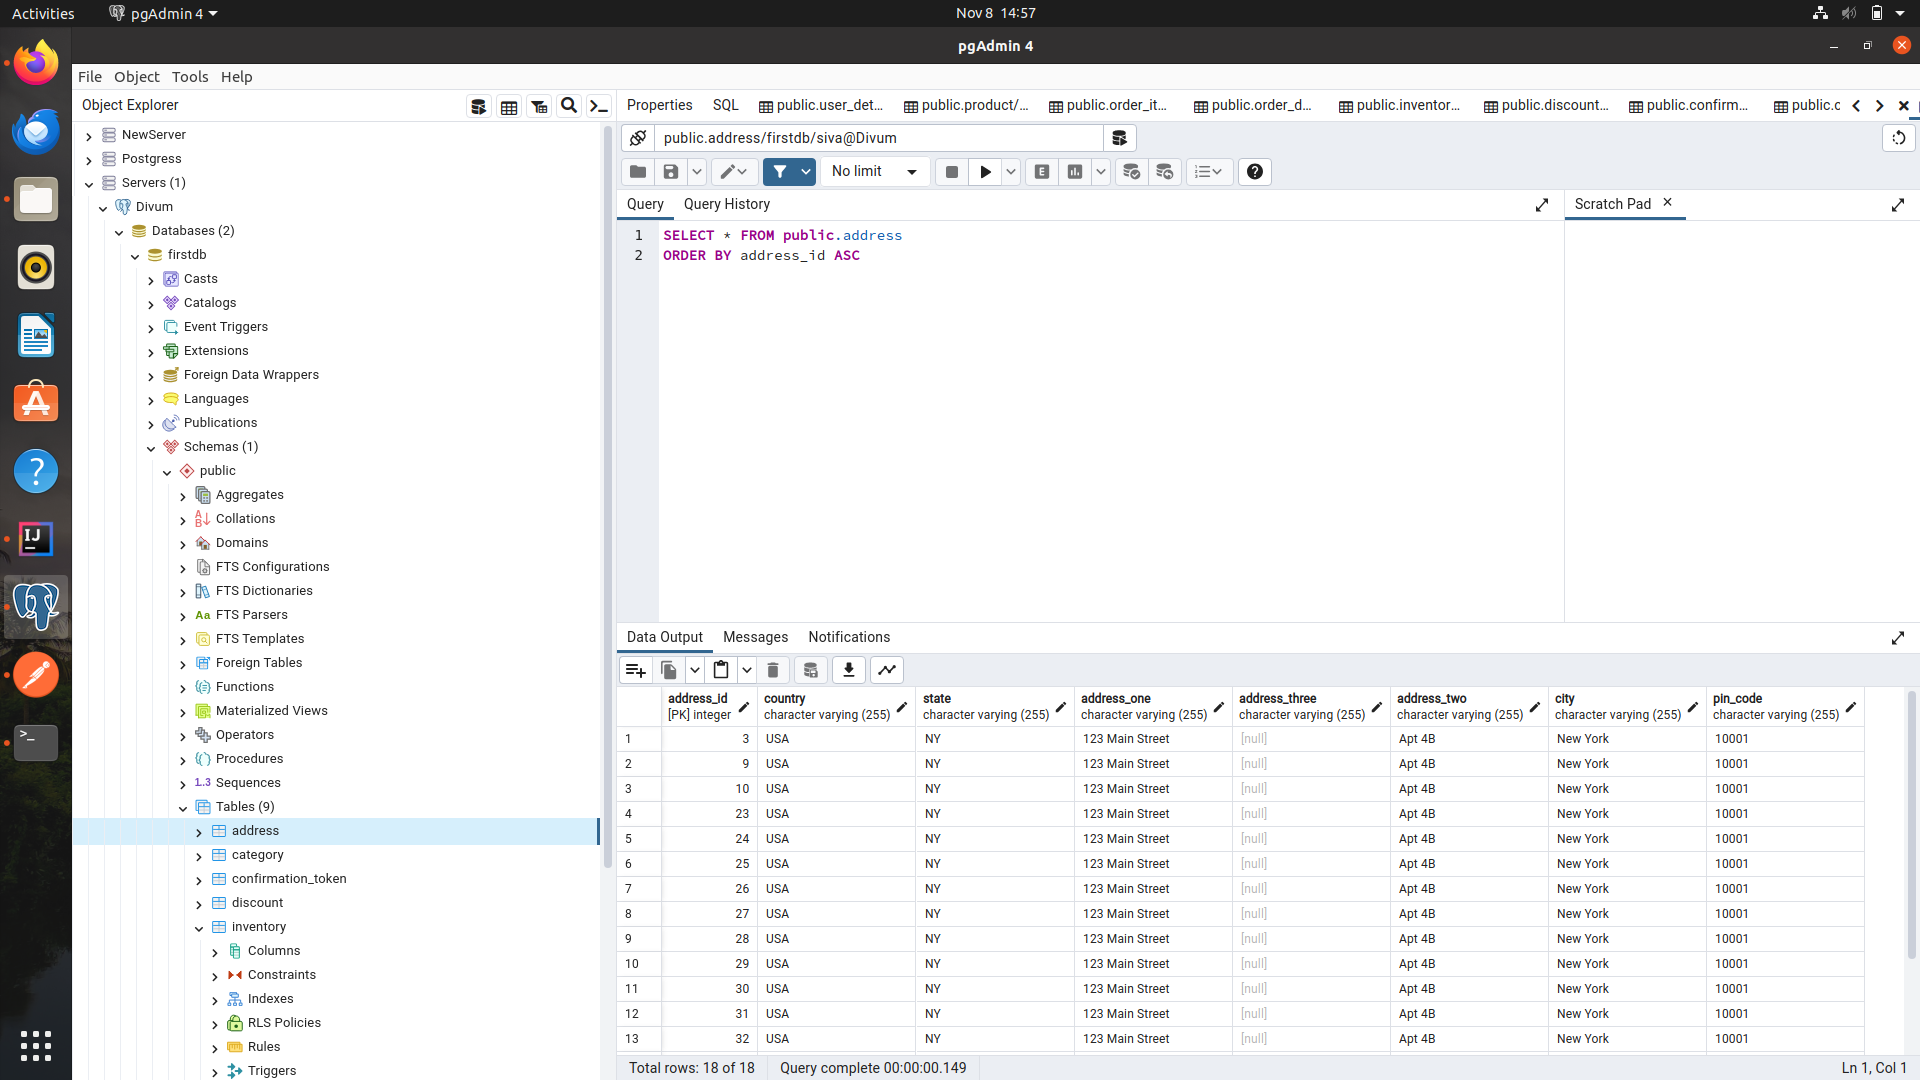 Activities
pgAdmin 4
Nov 8 14:57
pgAdmin 4
File Object Tools Help
Object Explorer
Properties SQL public.user_det... public.product/... public.order_it... public.order_d... public.inventor... public.discount... public.confirm...
public.address/firstdb/siva@Divum
No limit
E
Query Query History
Scratch Pad
1 SELECT * FROM public.address
2 ORDER BY address_id ASC
NewServer
Postgress
Servers (1)
Divum
Databases (2)
firstdb
Casts
Catalogs
Event Triggers
Extensions
Foreign Data Wrappers
Languages
Publications
Schemas (1)
public
Aggregates
Collations
Domains
FTS Configurations
FTS Dictionaries
Aa FTS Parsers
FTS Templates
Foreign Tables
Functions
Materialized Views
Operators
Procedures
1..3 Sequences
Tables (9)
address
category
confirmation_token
discount
inventory
Columns
Constraints
Indexes
RLS Policies
Rules
Triggers
IJ
Data Output Messages Notifications
address_id country state address_one address_three address_two city pin_code
[PK] integer character varying (255) character varying (255) character varying (255) character varying (255) character varying (255) character varying (255) character varying (255)
1 3 USA NY 123 Main Street [null] Apt 4B New York 10001
2 9 USA NY 123 Main Street [null] Apt 4B New York 10001
3 10 USA NY 123 Main Street [null] Apt 4B New York 10001
4 23 USA NY 123 Main Street [null] Apt 4B New York 10001
5 24 USA NY 123 Main Street [null] Apt 4B New York 10001
6 25 USA NY 123 Main Street [null] Apt 4B New York 10001
7 26 USA NY 123 Main Street [null] Apt 4B New York 10001
8 27 USA NY 123 Main Street [null] Apt 4B New York 10001
9 28 USA NY 123 Main Street [null] Apt 4B New York 10001
10 29 USA NY 123 Main Street [null] Apt 4B New York 10001
11 30 USA NY 123 Main Street [null] Apt 4B New York 10001
12 31 USA NY 123 Main Street [null] Apt 4B New York 10001
13 32 USA NY 123 Main Street [null] Apt 4B New York 10001
Total rows: 18 of 18 Query complete 00:00:00.149
Ln 1, Col 1